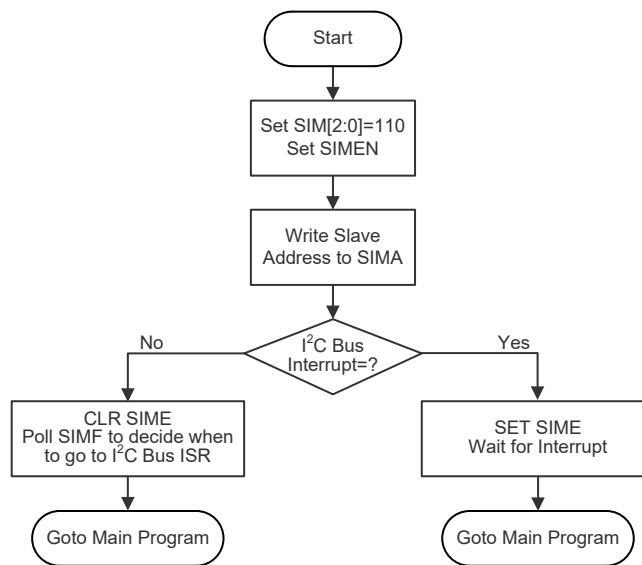 Start
Set SIM[2:0]=110
Set SIMEN
Write Slave
Address to SIMA
I²C Bus
Interrupt=?
No
Yes
CLR SIME
Poll SIMF to decide when
to go to I²C Bus ISR
SET SIME
Wait for Interrupt
Goto Main Program
Goto Main Program